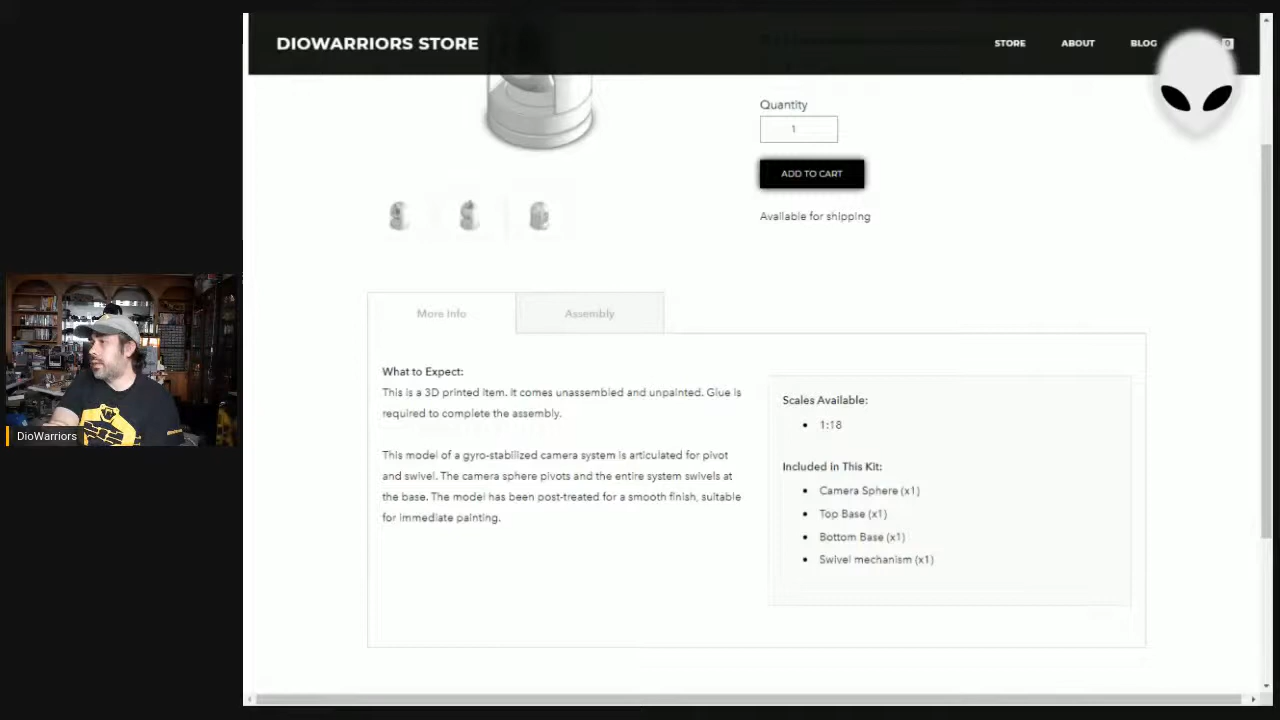 DIOWARRIORS STORE
STORE
ABOUT
BLOG
0
Quantity
1
ADD TO CART
Available for shipping
More Info
Assembly
What to Expect:
This is a 3D printed item. It comes unassembled and unpainted. Glue is
required to complete the assembly.
This model of a gyro-stabilized camera system is articulated for pivot
and swivel. The camera sphere pivots and the entire system swivels at
the base. The model has been post-treated for a smooth finish, suitable
for immediate painting.
Scales Available:
1:18
Included in This Kit:
Camera Sphere (x1)
Top Base (x1)
Bottom Base (x1)
Swivel mechanism (x1)
DioWarriors